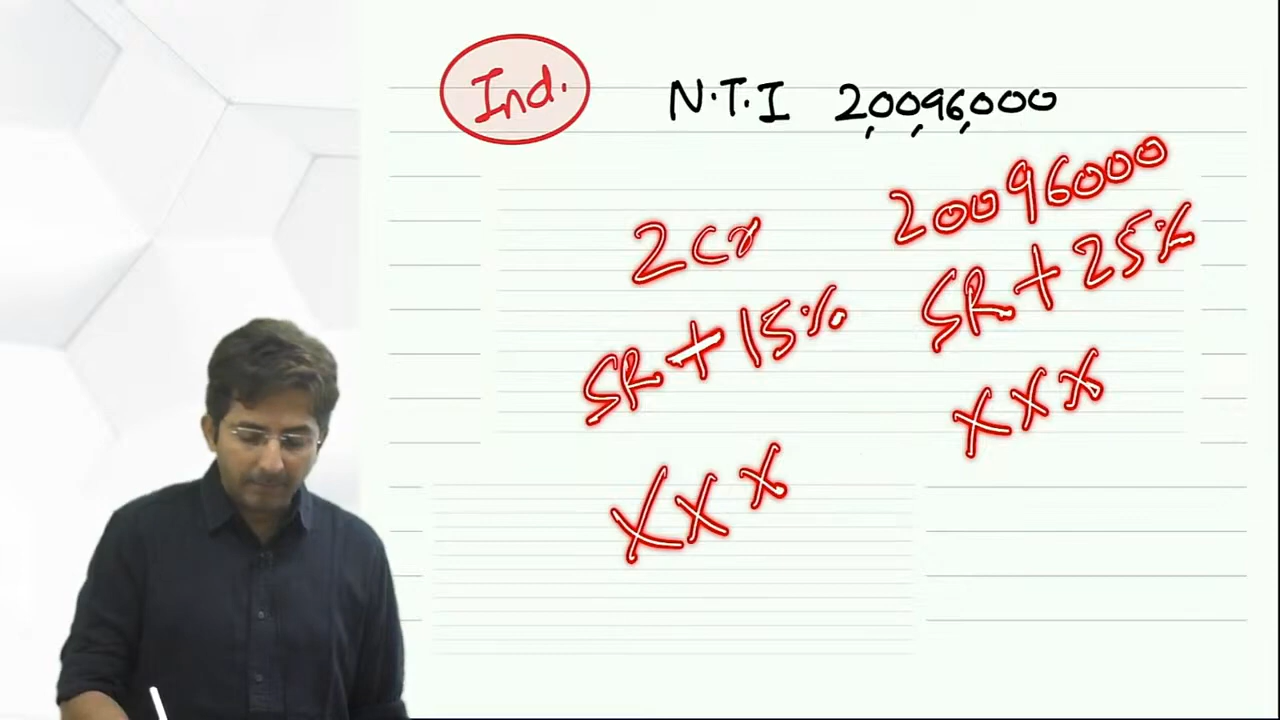 Ind.
N.T.I 2,00,96,000
2Cr
SR + 15%
XXX
20096000
SR + 25%
XXX